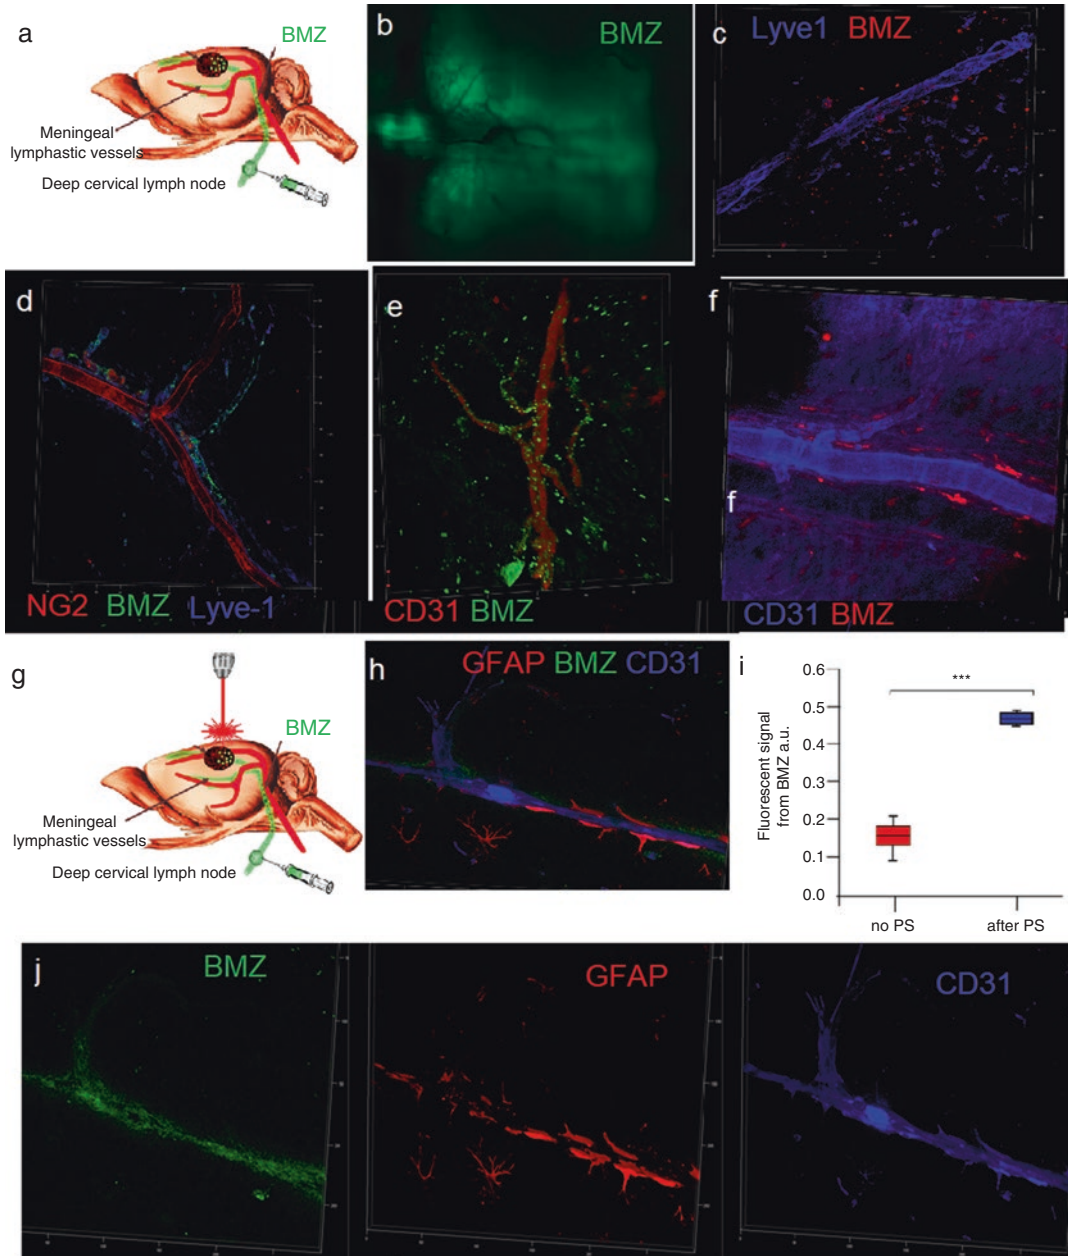 a
BMZ
Meningeal
lymphastic vessels
Deep cervical lymph node
b
BMZ
c
Lyve1 BMZ
d
NG2 BMZ Lyve-1
e
CD31 BMZ
f
f
CD31 BMZ
g
BMZ
Meningeal
lymphastic vessels
Deep cervical lymph node
h
GFAP BMZ CD31
i
Fluorescent signal
from BMZ a.u.
0.6
0.5
0.4
0.3
0.2
0.1
0.0
***
no PS
after PS
j
BMZ
GFAP
CD31